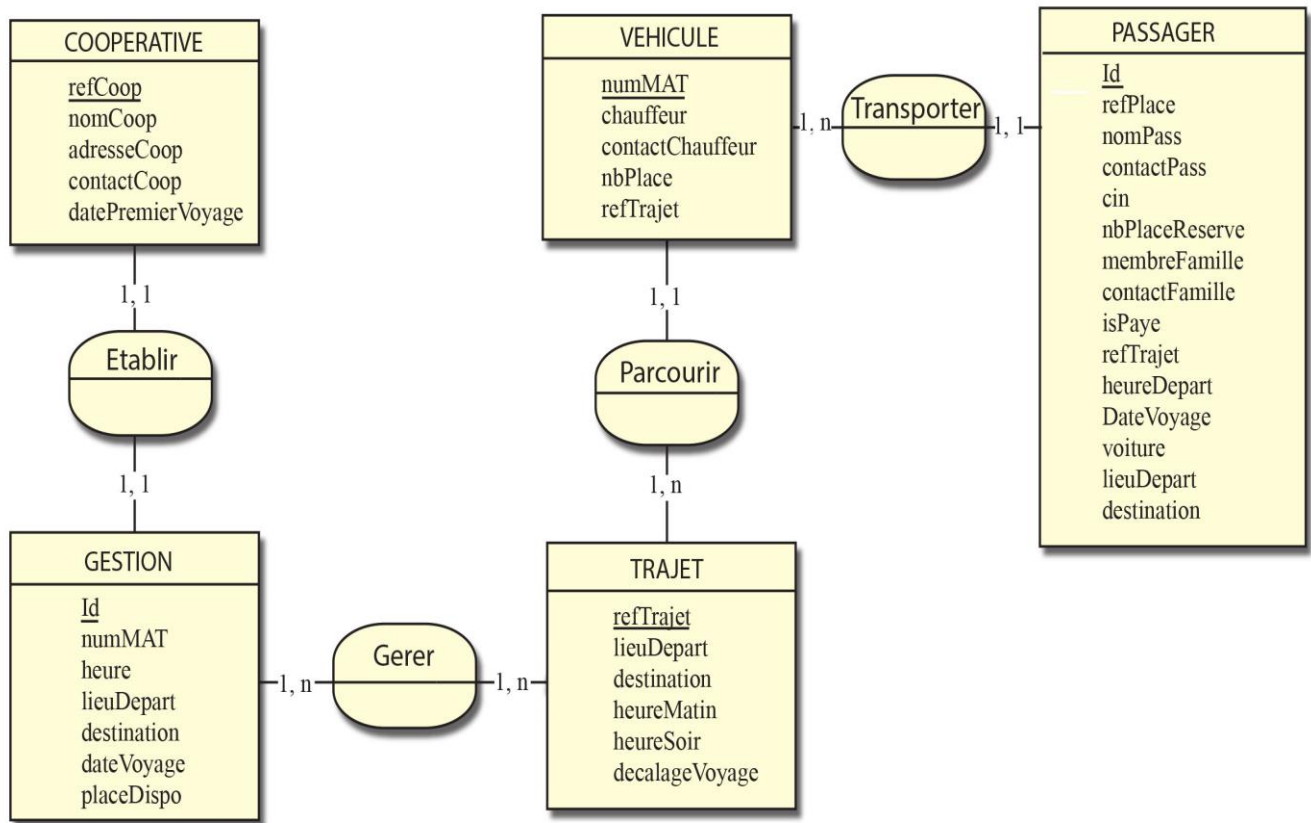 COOPERATIVE
refCoop
nomCoop
adresseCoop
contactCoop
datePremierVoyage
1, 1
Etablir
1, 1
GESTION
Id
numMAT
heure
lieuDepart
destination
dateVoyage
placeDispo
1, n
Gerer
1, n
VEHICULE
numMAT
chauffeur
contactChauffeur
nbPlace
refTrajet
1, 1
Parcourir
1, n
TRAJET
refTrajet
lieuDepart
destination
heureMatin
heureSoir
decalageVoyage
1, n
Transporter
1, 1
PASSAGER
Id
refPlace
nomPass
contactPass
cin
nbPlaceReserve
membreFamille
contactFamille
isPaye
refTrajet
heureDepart
DateVoyage
voiture
lieuDepart
destination